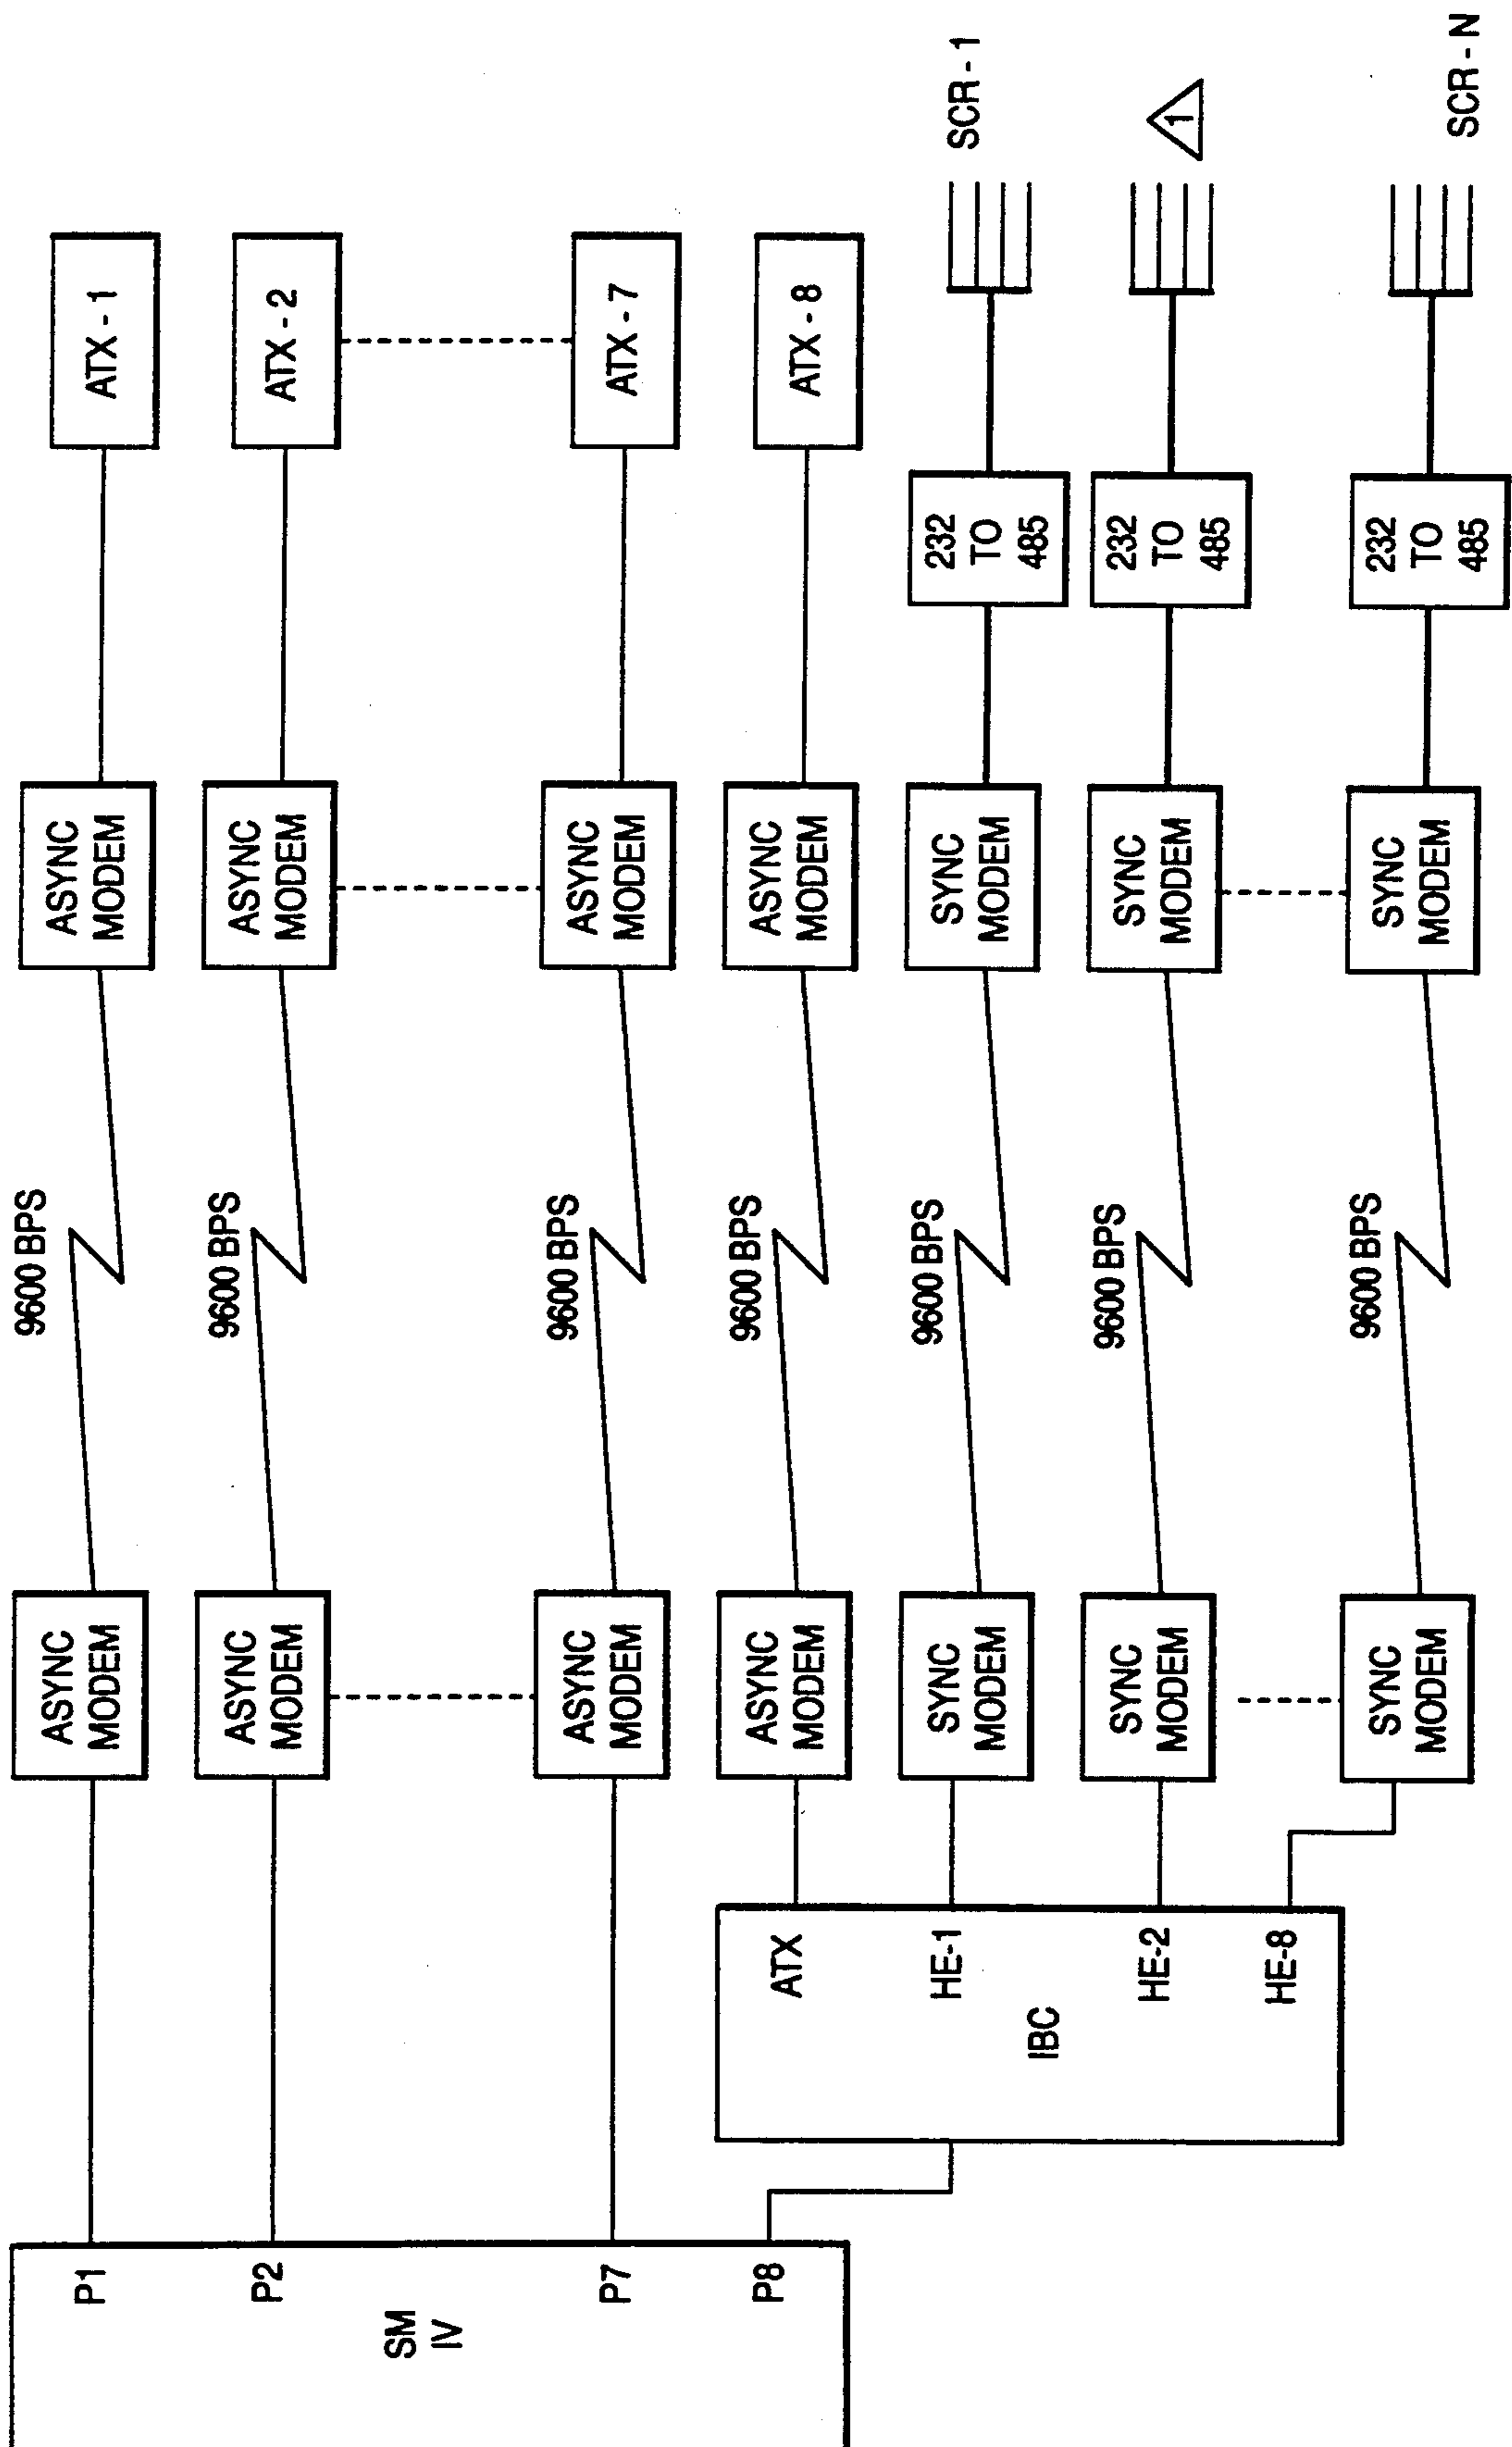 SM
IV
P1
P2
P7
P8
IBC
ATX
HE-1
HE-2
HE-8
ASYNC
MODEM
9600 BPS
ASYNC
MODEM
ATX - 1
ASYNC
MODEM
9600 BPS
ASYNC
MODEM
ATX - 2
ASYNC
MODEM
9600 BPS
ASYNC
MODEM
ATX - 7
ASYNC
MODEM
9600 BPS
ASYNC
MODEM
ATX - 8
SYNC
MODEM
9600 BPS
SYNC
MODEM
232
TO
485
SCR - 1
SYNC
MODEM
9600 BPS
SYNC
MODEM
232
TO
485
1
SYNC
MODEM
9600 BPS
SYNC
MODEM
232
TO
485
SCR - N